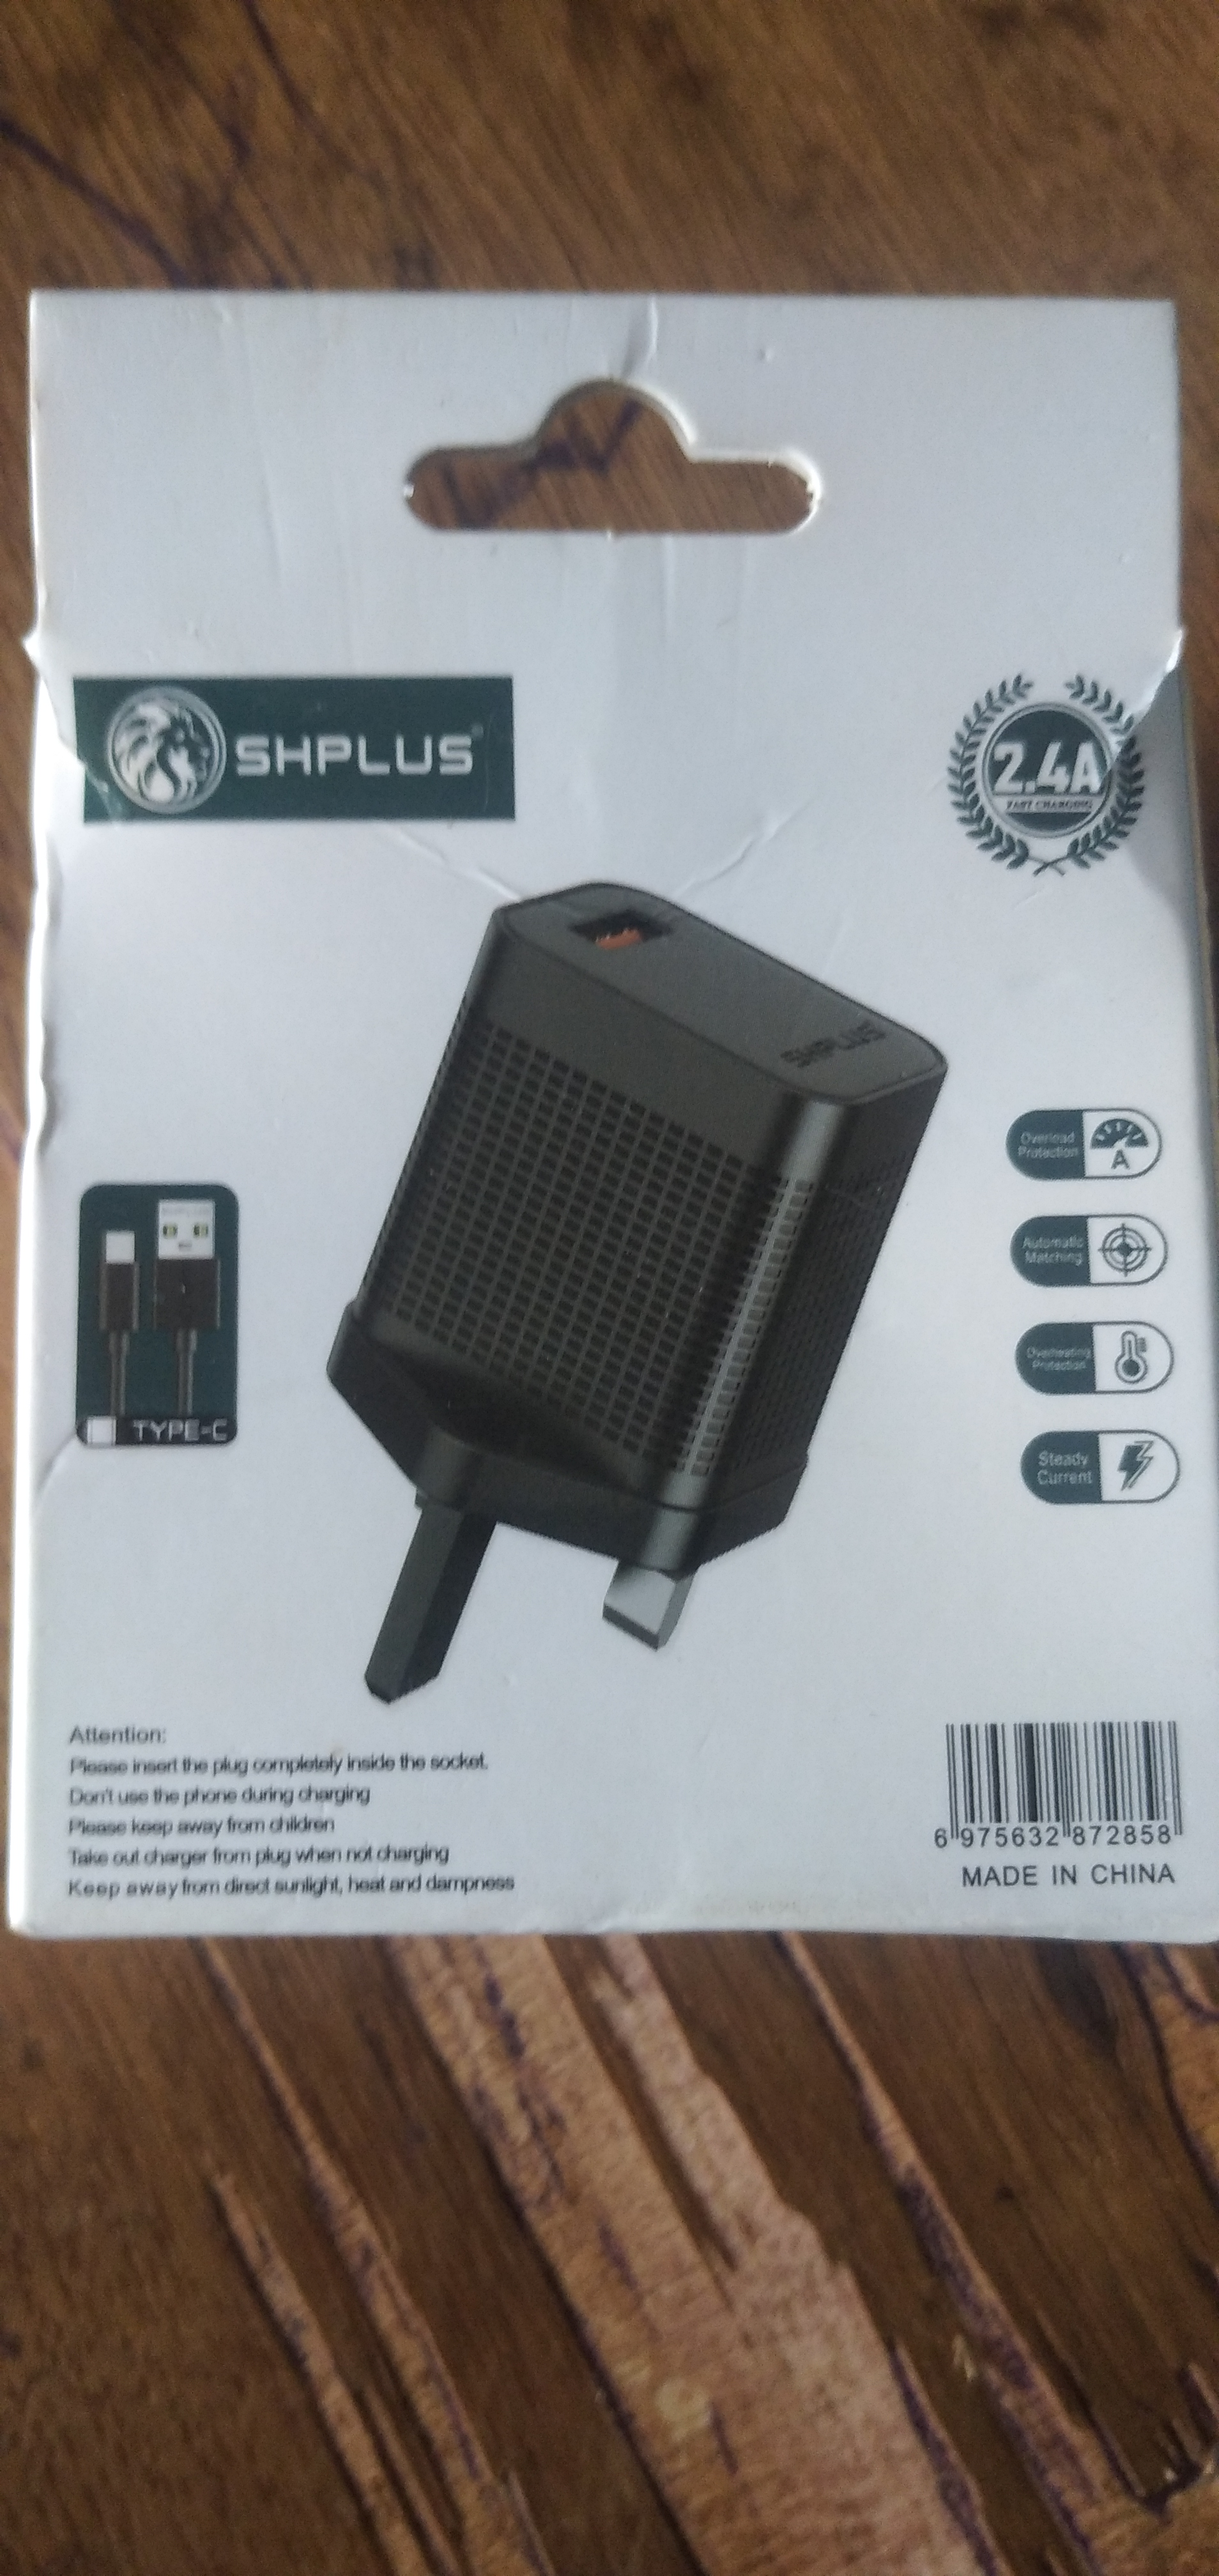 SHPLUS
2.4A
FAST CHARGING
SHPLUS
Overload
Protection
A
Automatic
Matching
Overheating
Protection
Steady
Current
TYPE-C
Attention:
Please insert the plug completely inside the socket.
Don't use the phone during charging
Please keep away from children
Take out charger from plug when not charging
Keep away from direct sunlight, heat and dampness
6 975632 872858
MADE IN CHINA